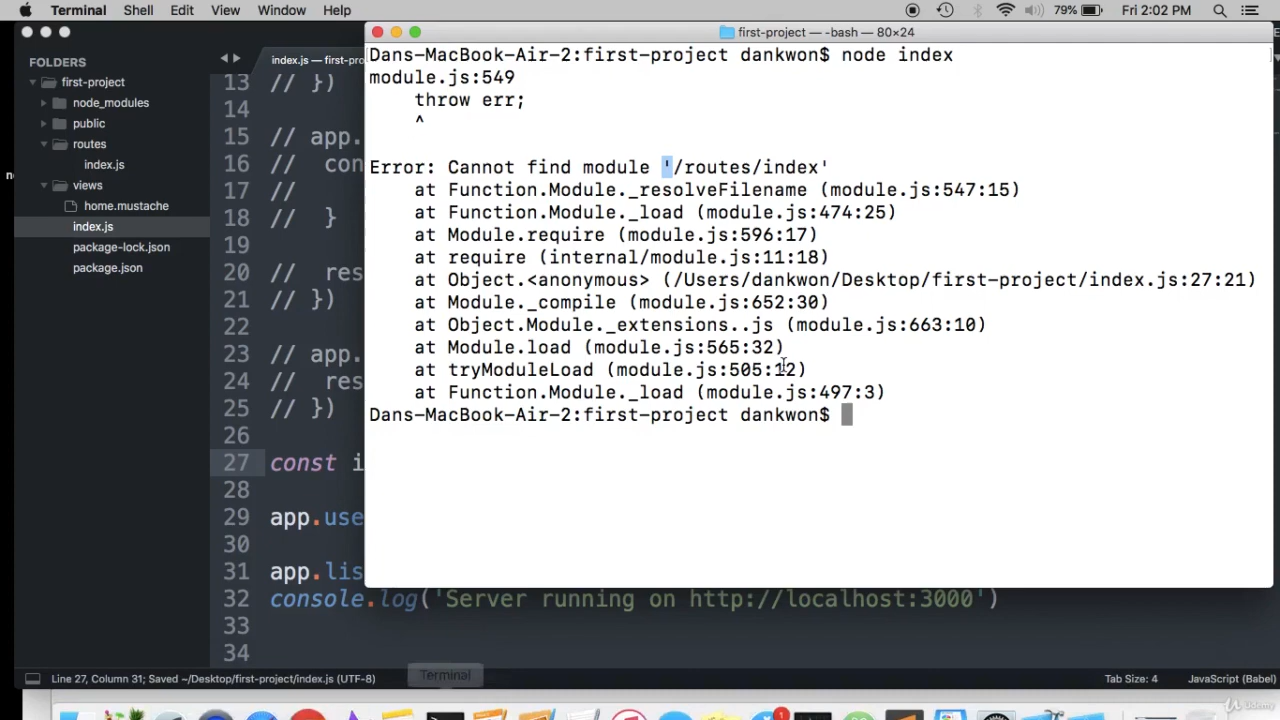 Terminal Shell Edit View Window Help 79% Fri 2:02 PM
first-project — -bash — 80×24
FOLDERS
first-project
node_modules
public
routes
index.js
views
home.mustache
index.js
package-lock.json
package.json
index.js — first-pro
13 // })
14
15 // app.
16 // con
17 //
18 // }
19
20 // res
21 // })
22
23 // app.
24 // res
25 // })
26
27 const i
28
29 app.use
30
31 app.lis
32 console.log('Server running on http://localhost:3000')
33
34
Dans-MacBook-Air-2:first-project dankwon$ node index
module.js:549
throw err;
^
Error: Cannot find module '/routes/index'
at Function.Module._resolveFilename (module.js:547:15)
at Function.Module._load (module.js:474:25)
at Module.require (module.js:596:17)
at require (internal/module.js:11:18)
at Object.<anonymous> (/Users/dankwon/Desktop/first-project/index.js:27:21)
at Module._compile (module.js:652:30)
at Object.Module._extensions..js (module.js:663:10)
at Module.load (module.js:565:32)
at tryModuleLoad (module.js:505:12)
at Function.Module._load (module.js:497:3)
Dans-MacBook-Air-2:first-project dankwon$
Terminal
Line 27, Column 31; Saved ~/Desktop/first-project/index.js (UTF-8) Tab Size: 4 JavaScript (Babel)
1
Udemy